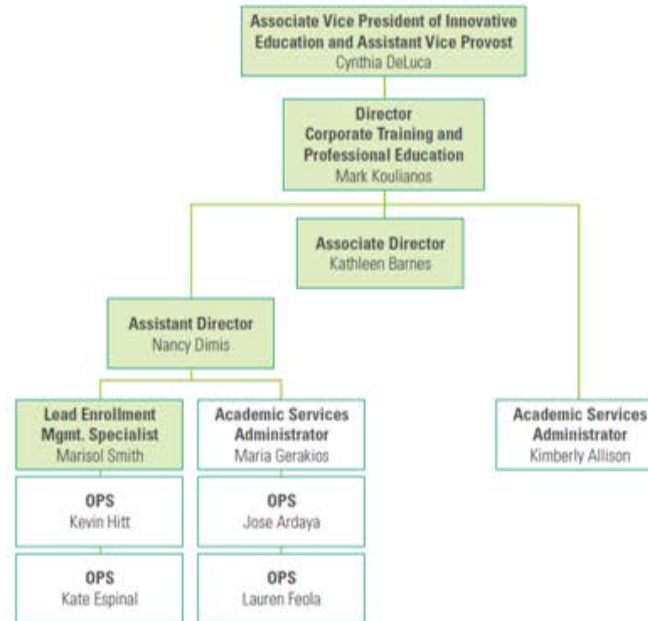 Associate Vice President of Innovative
Education and Assistant Vice Provost
Cynthia DeLuca
Director
Corporate Training and
Professional Education
Mark Koulianos
Associate Director
Kathleen Barnes
Assistant Director
Nancy Dimis
Lead Enrollment
Mgmt. Specialist
Marisol Smith
Academic Services
Administrator
Maria Gerakios
Academic Services
Administrator
Kimberly Allison
OPS
Kevin Hitt
OPS
Jose Ardaya
OPS
Kate Espinal
OPS
Lauren Feola